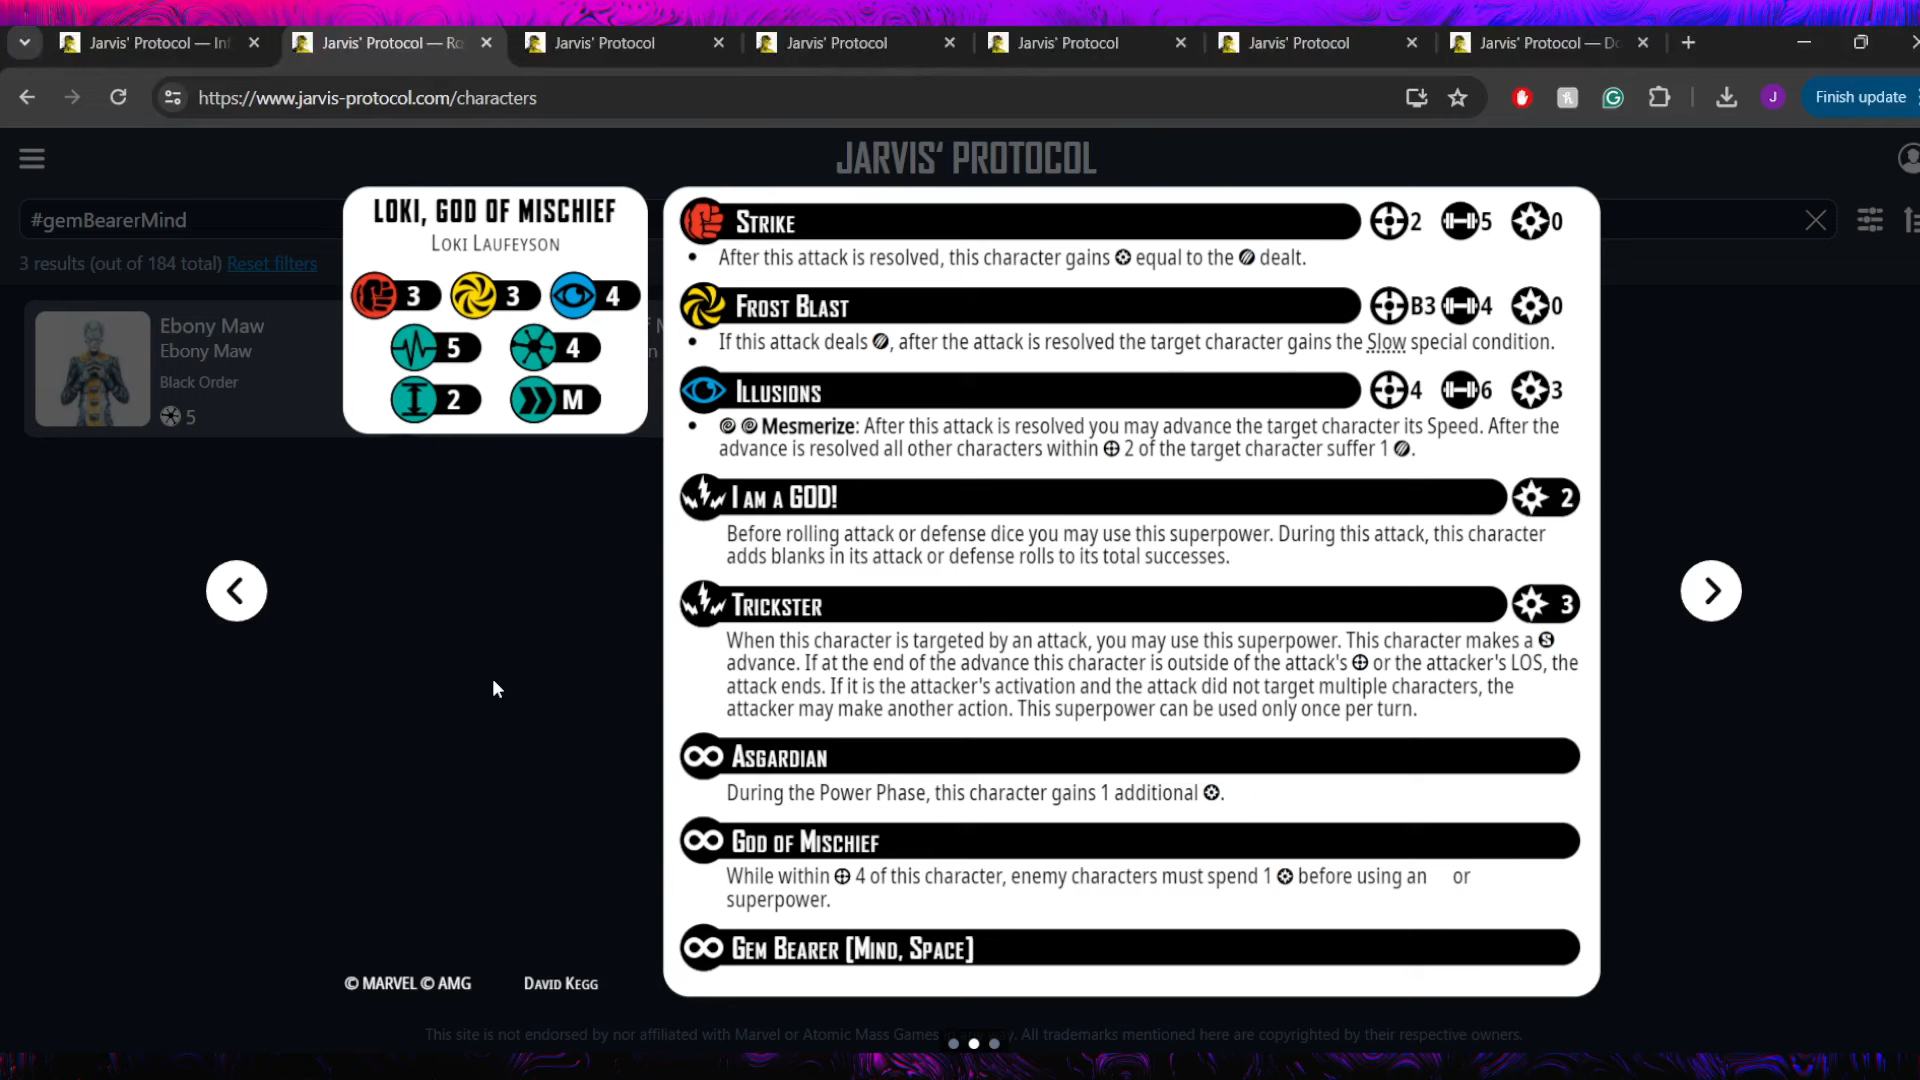 Jarvis' Protocol — Inf
Jarvis' Protocol — Ro
Jarvis' Protocol
Jarvis' Protocol
Jarvis' Protocol
Jarvis' Protocol
Jarvis' Protocol — Do
https://www.jarvis-protocol.com/characters
J
Finish update
JARVIS' PROTOCOL
#gemBearerMind
3 results (out of 184 total) Reset filters
Ebony Maw
Ebony Maw
Black Order
5
LOKI, GOD OF MISCHIEF
LOKI LAUFEYSON
3 3 4
5 4
2 M
STRIKE 2 5 0
• After this attack is resolved, this character gains equal to the dealt.
FROST BLAST B3 4 0
• If this attack deals , after the attack is resolved the target character gains the Slow special condition.
ILLUSIONS 4 6 3
• Mesmerize: After this attack is resolved you may advance the target character its Speed. After the
advance is resolved all other characters within 2 of the target character suffer 1 .
I AM A GOD! 2
Before rolling attack or defense dice you may use this superpower. During this attack, this character
adds blanks in its attack or defense rolls to its total successes.
TRICKSTER 3
When this character is targeted by an attack, you may use this superpower. This character makes a S
advance. If at the end of the advance this character is outside of the attack's or the attacker's LOS, the
attack ends. If it is the attacker's activation and the attack did not target multiple characters, the
attacker may make another action. This superpower can be used only once per turn.
ASGARDIAN
During the Power Phase, this character gains 1 additional .
GOD OF MISCHIEF
While within 4 of this character, enemy characters must spend 1 before using an or
superpower.
GEM BEARER [MIND, SPACE]
© MARVEL © AMG DAVID KEGG
This site is not endorsed by nor affiliated with Marvel or Atomic Mass Games in any way. All trademarks mentioned here are copyrighted by their respective owners.